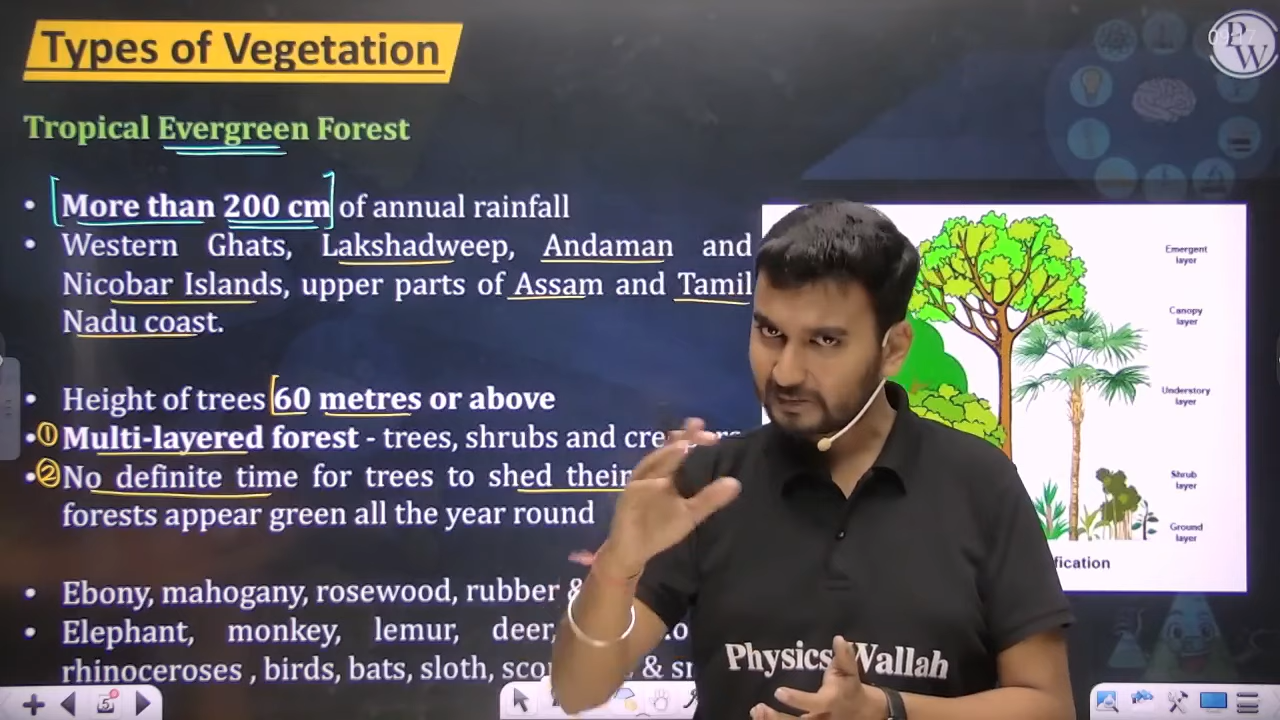 Types of Vegetation
PW
09:17
Tropical Evergreen Forest
• More than 200 cm of annual rainfall
• Western Ghats, Lakshadweep, Andaman and
Nicobar Islands, upper parts of Assam and Tamil
Nadu coast.
• Height of trees 60 metres or above
• ① Multi-layered forest - trees, shrubs and
• ② No definite time for trees to shed their
forests appear green all the year round
• Ebony, mahogany, rosewood, rubber &
• Elephant, monkey, lemur, deer,
rhinoceroses , birds, bats, sloth, & 
Emergent
layer
Canopy
layer
Understory
layer
Shrub
layer
Ground
layer
Physics Wallah
5